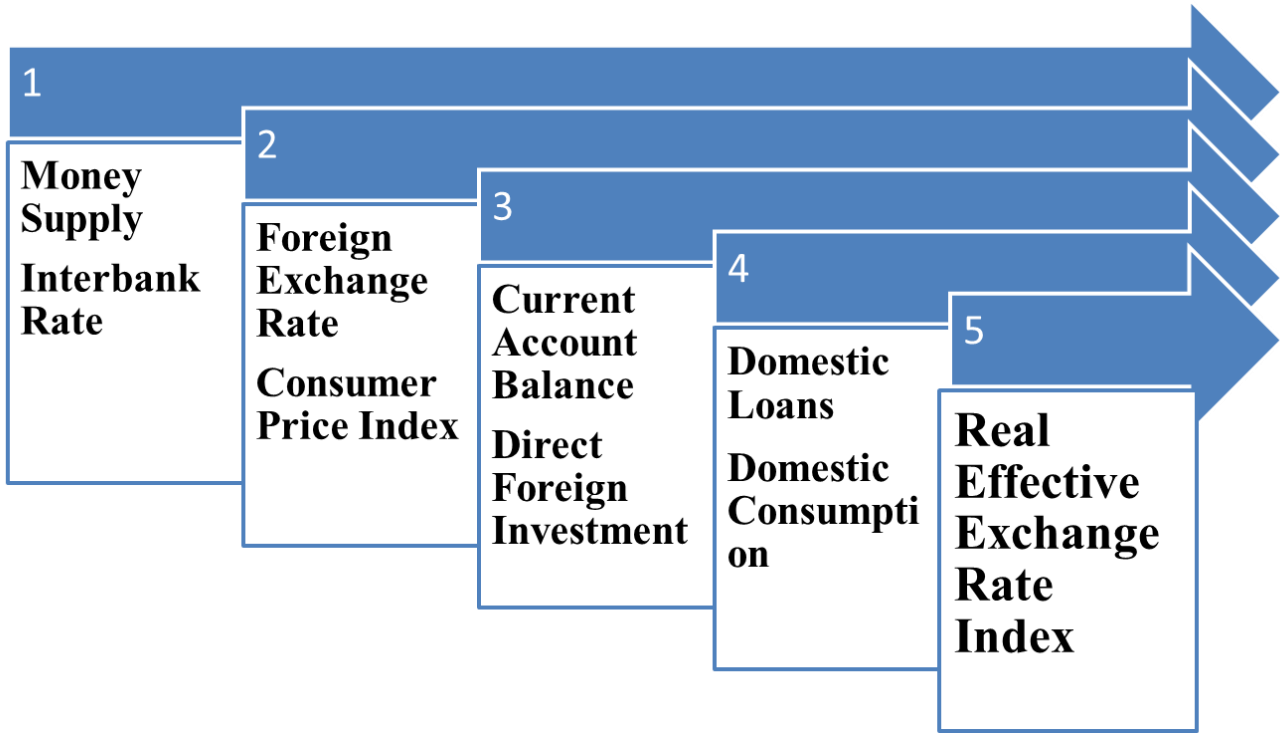 1
Money
Supply
Interbank
Rate
2
Foreign
Exchange
Rate
Consumer
Price Index
3
Current
Account
Balance
Direct
Foreign
Investment
4
Domestic
Loans
Domestic
Consumpti
on
5
Real
Effective
Exchange
Rate
Index